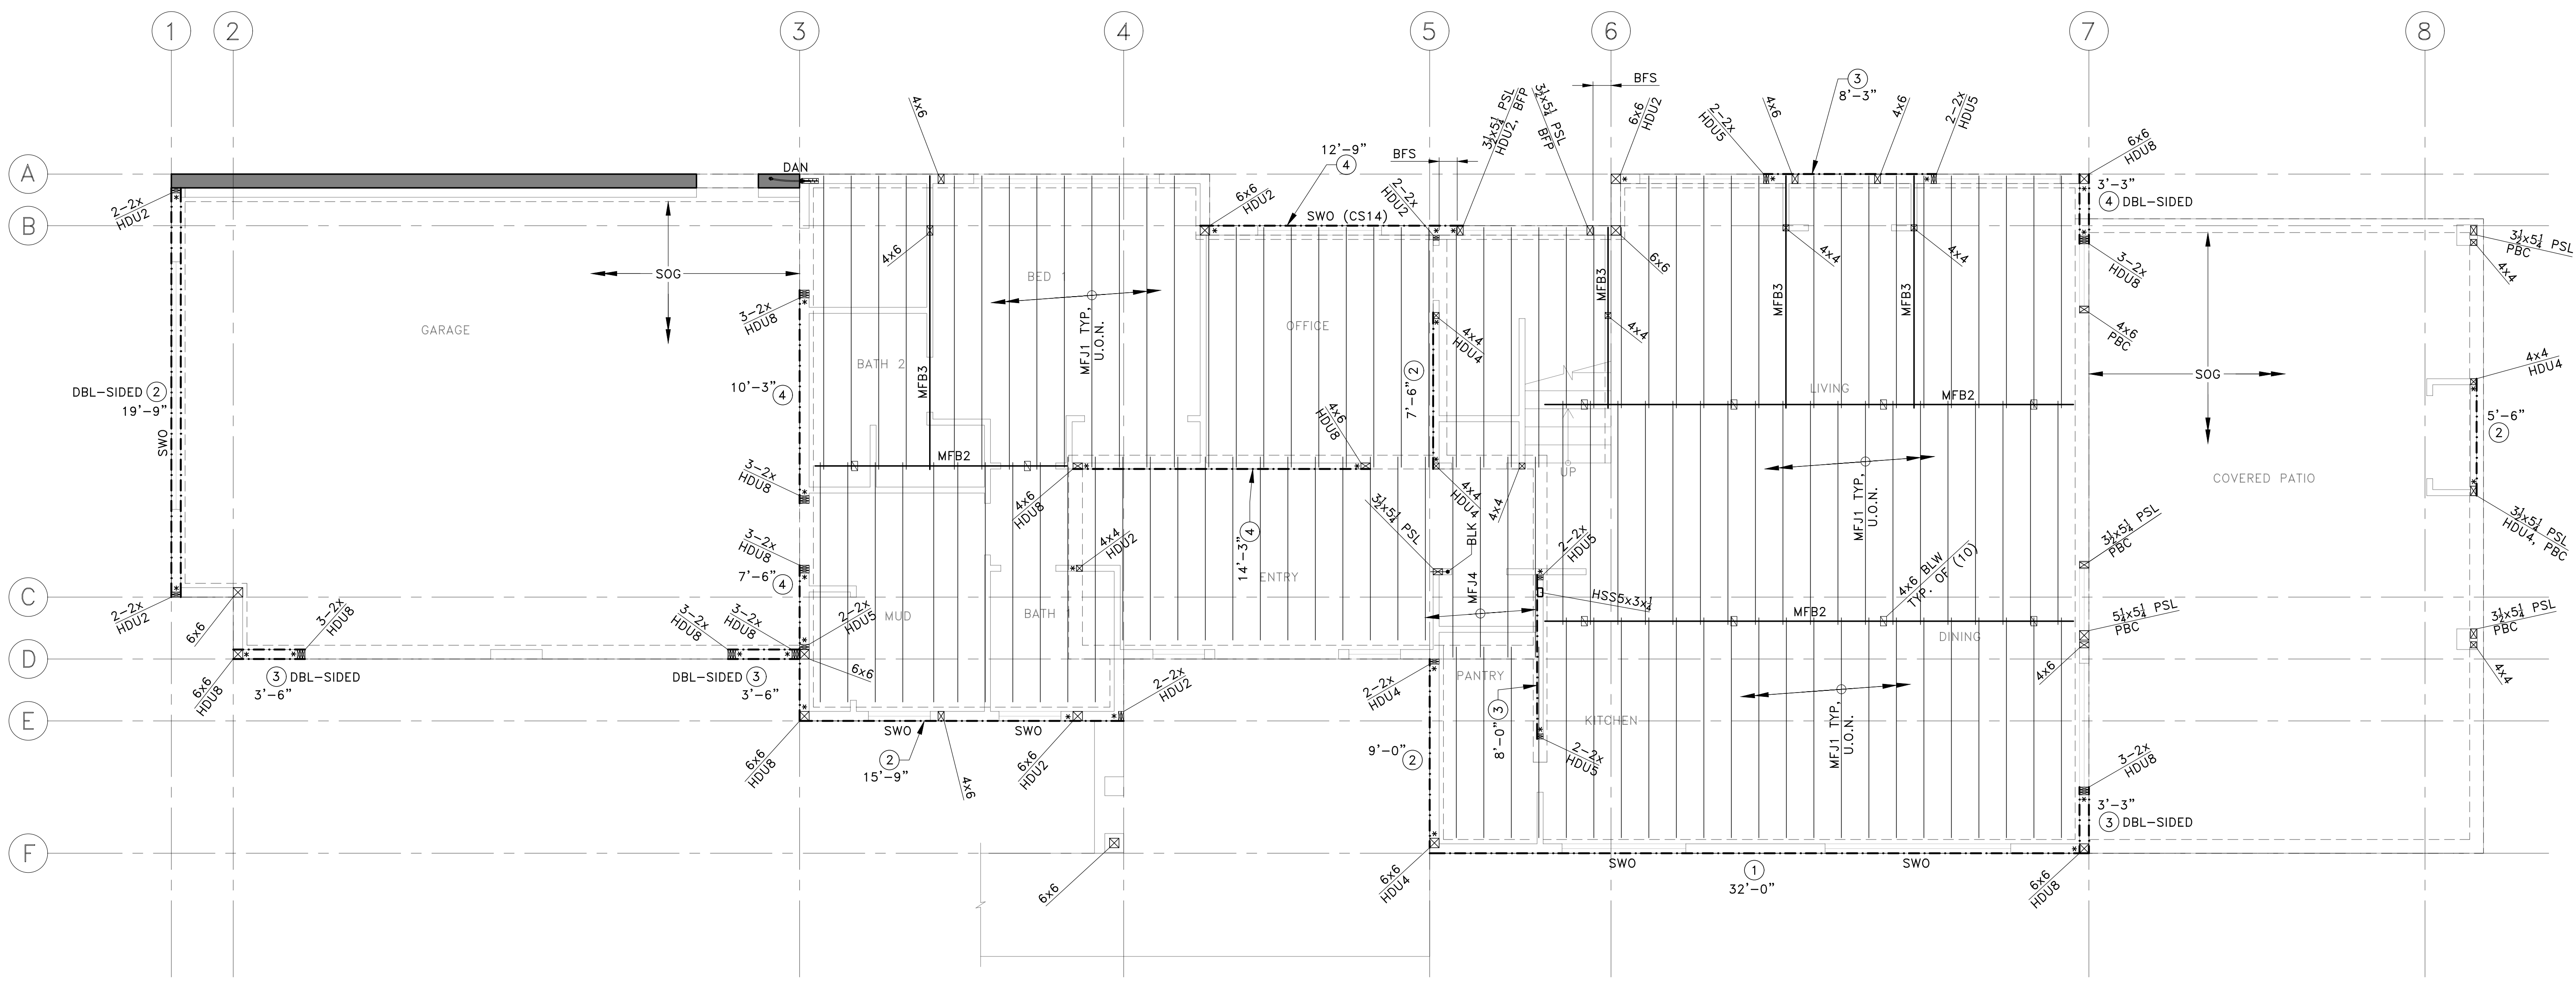 1
2
3
4
5
6
7
8
A
B
C
D
E
F
DAN
4x6
12'-9"
4
BFS
3½x5¼ PSL
HDU2, BFP
3½x5¼ PSL
BFP
BFS
6x6
HDU2
3
8'-3"
2-2x
HDU5
4x6
4x6
2-2x
HDU5
6x6
HDU8
3'-3"
4 DBL-SIDED
2-2x
HDU2
6x6
HDU2
SWO (CS14)
2-2x
HDU2
3-2x
HDU8
3½x5¼ PSL
PBC
4x4
SOG
4x6
BED 1
MFB3
6x6
MFB3
4x4
MFB3
4x4
GARAGE
3-2x
HDU8
BATH 2
MFJ1 TYP,
U.O.N.
OFFICE
4x4
HDU4
4x4
4x6
PBC
SOG
4x4
HDU4
DBL-SIDED 2
19'-9"
SWO
10'-3" 4
MFB3
7'-6" 2
4x6
HDU8
N
LIVING
MFB2
5'-6"
2
MFB2
UP
MFJ1 TYP,
U.O.N.
COVERED PATIO
3-2x
HDU8
4x6
HDU8
14'-3" 4
3½x5¼ PSL
4x4
HDU4
4x4
BLK
3½x5¼ PSL
PBC
3½x5¼ PSL
HDU4, PBC
3-2x
HDU8
7'-6" 4
4x4
HDU2
ENTRY
MFJ4
2-2x
HDU5
HSS5x3x¼
4x6 BLW
TYP. OF (10)
2-2x
HDU2
6x6
3-2x
HDU8
3-2x
HDU8
3-2x
HDU8
2-2x
HDU5
MUD
BATH
MFB2
DINING
5¼x5¼ PSL
PBC
3½x5¼ PSL
PBC
6x6
HDU8
3 DBL-SIDED
3'-6"
DBL-SIDED 3
3'-6"
6x6
2-2x
HDU2
2-2x
HDU4
PANTRY
4x6
4x4
SWO
SWO
2
15'-9"
6x6
HDU8
4x6
6x6
HDU2
9'-0"
2
8'-0" 3
KITCHEN
2-2x
HDU5
MFJ1 TYP,
U.O.N.
3-2x
HDU8
3'-3"
3 DBL-SIDED
6x6
6x6
HDU4
SWO
1
32'-0"
SWO
6x6
HDU8